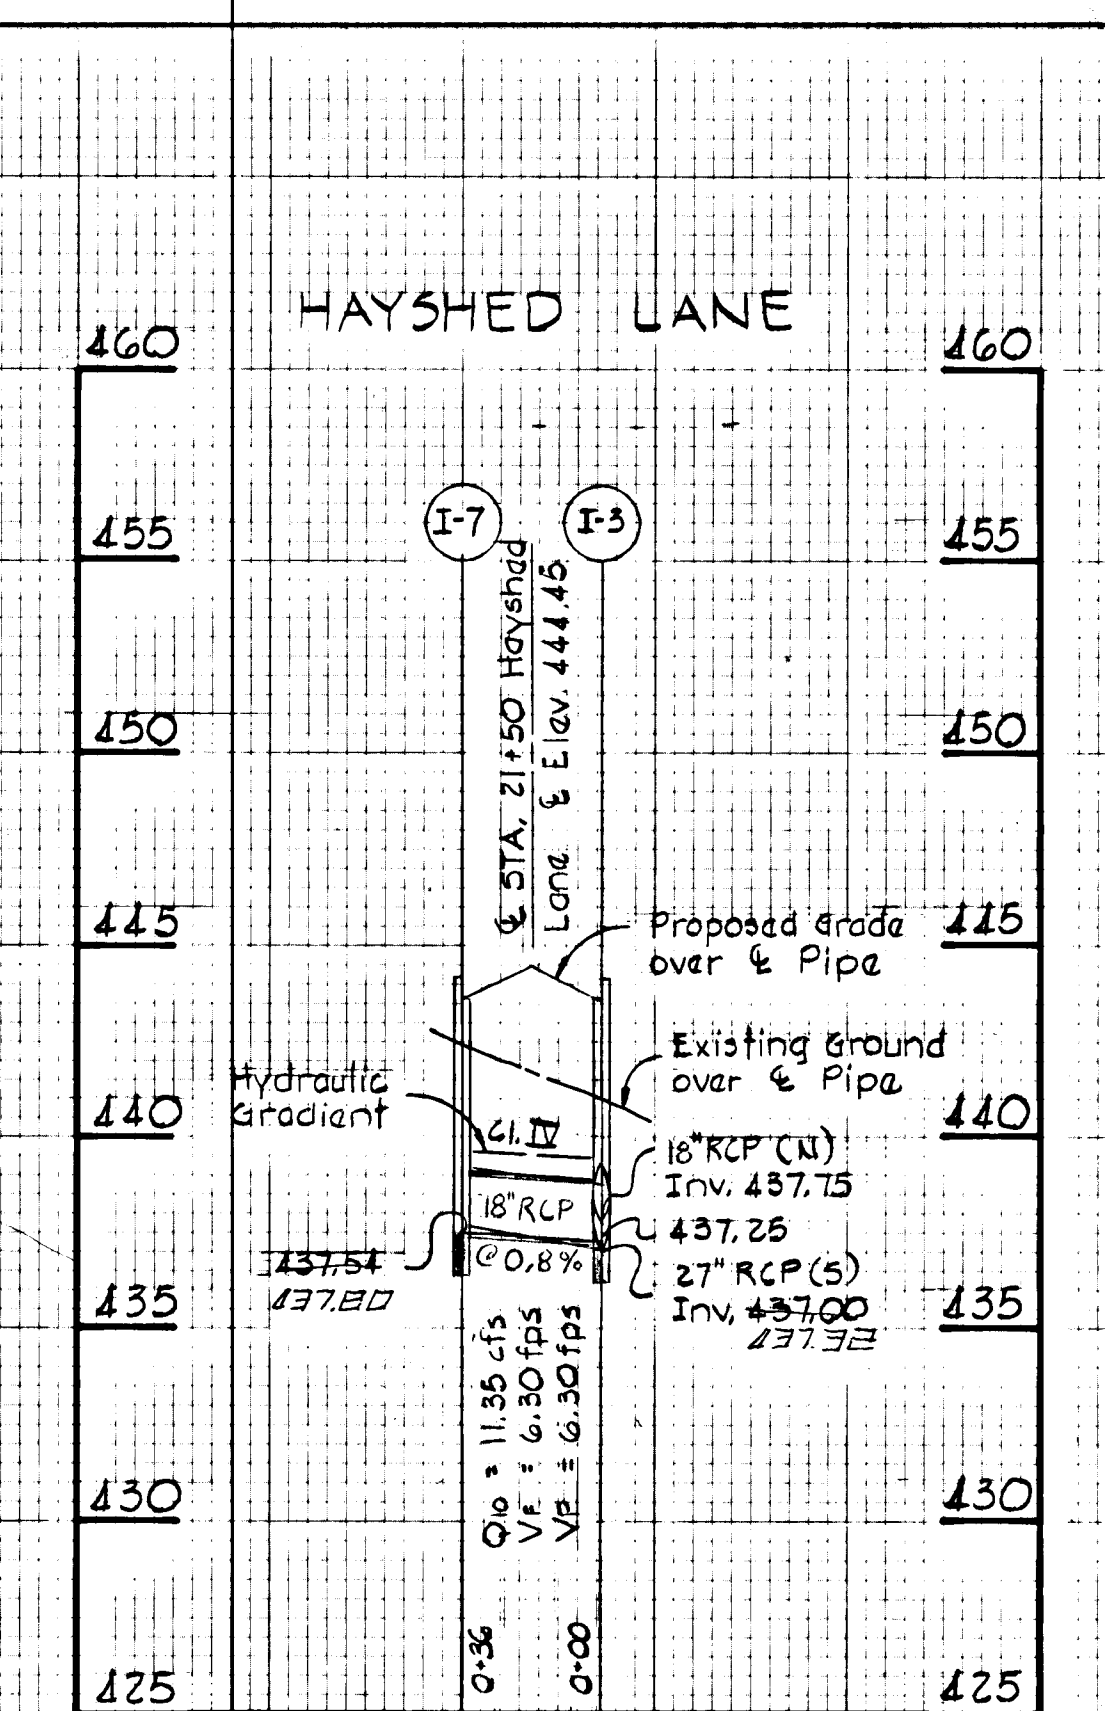 HAYSHED LANE
460
460
I-7
I-3
455
455
℄ STA. 21+50 Hayshed
Lane ℄ Elev. 444.45
450
450
445
Proposed Grade
over ℄ Pipe
445
Existing Ground
over ℄ Pipe
Hydraulic
Gradient
440
440
Cl. IV
18" RCP (N)
Inv. 437.75
18" RCP
437.25
@ 0.8%
437.54
437.80
27" RCP (S)
Inv. 437.00
437.38
435
435
Q10 = 11.35 cfs
VF = 6.30 fps
VP = 6.30 fps
430
430
0+36
0+00
425
425